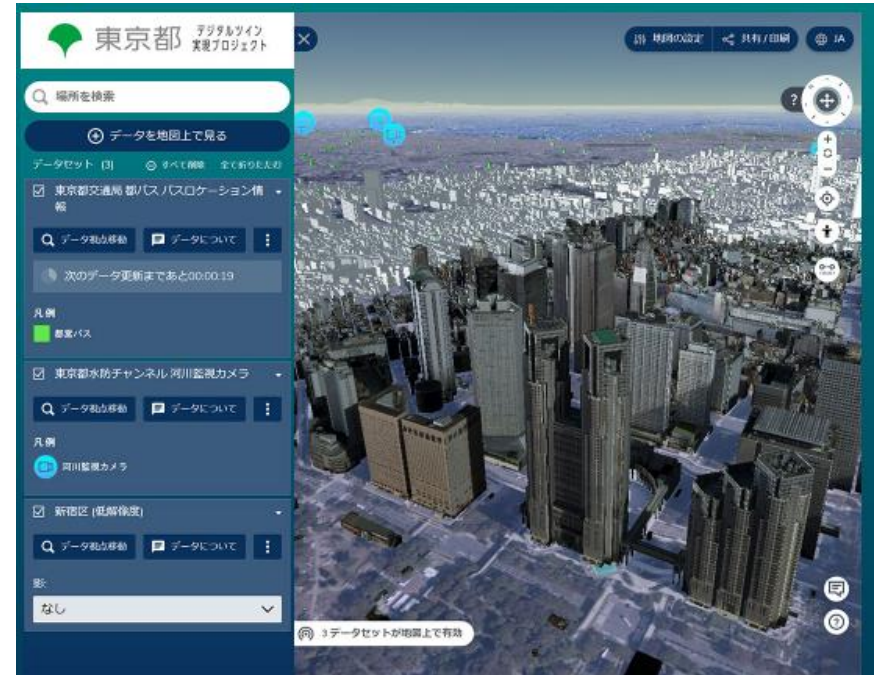 東京都 デジタルツイン
実現プロジェクト
場所を検索
データを地図上で見る
データセット (3) すべて削除 全て折りたたむ
東京都交通局 都バス バスロケーション情
報
データ視点移動 データについて
次のデータ更新まであと00:00:19
凡例
都営バス
東京都水防チャンネル 河川監視カメラ
データ視点移動 データについて
凡例
河川監視カメラ
新宿区 (低解像度)
データ視点移動 データについて
影:
なし
地図の設定 共有/印刷 JA
?
3 データセットが地図上で有効